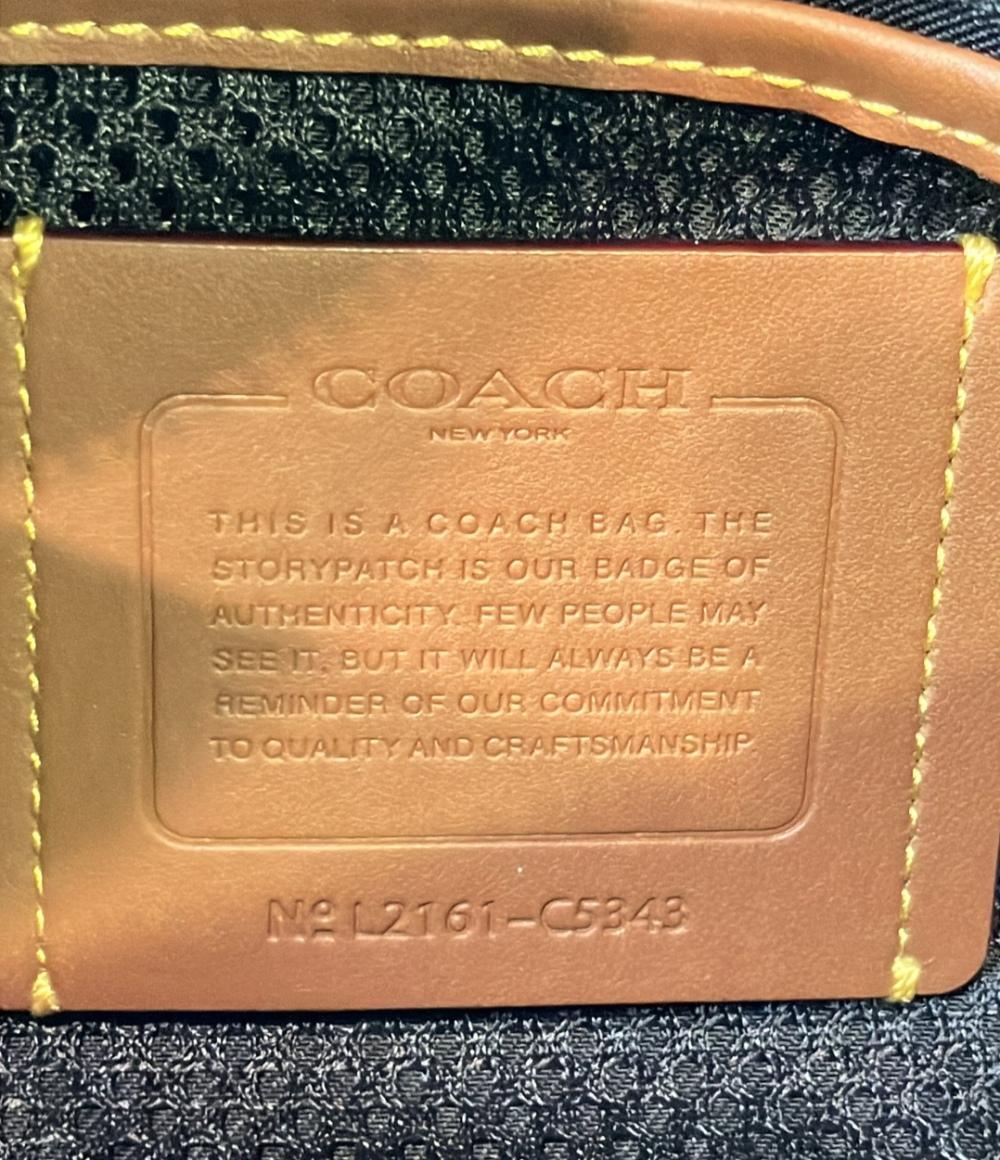 COACH
NEW YORK
THIS IS A COACH BAG. THE
STORYPATCH IS OUR BADGE OF
AUTHENTICITY. FEW PEOPLE MAY
SEE IT, BUT IT WILL ALWAYS BE A
REMINDER OF OUR COMMITMENT
TO QUALITY AND CRAFTSMANSHIP.
Nº L2161-C5343